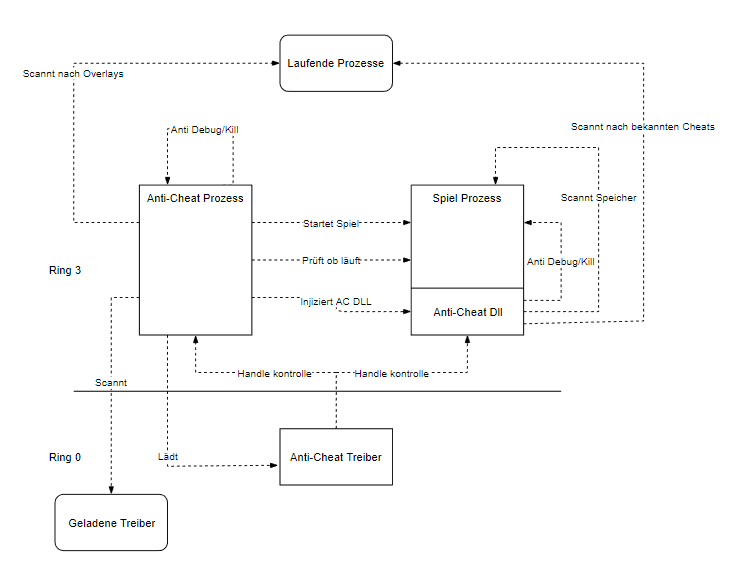 Laufende Prozesse
Scannt nach Overlays
Scannt nach bekannten Cheats
Anti Debug/Kill
Anti-Cheat Prozess
Spiel Prozess
Scannt Speicher
Startet Spiel
Prüft ob läuft
Anti Debug/Kill
Ring 3
Injiziert AC DLL
Anti-Cheat Dll
Handle kontrolle
Handle kontrolle
Scannt
Ring 0
Lädt
Anti-Cheat Treiber
Geladene Treiber